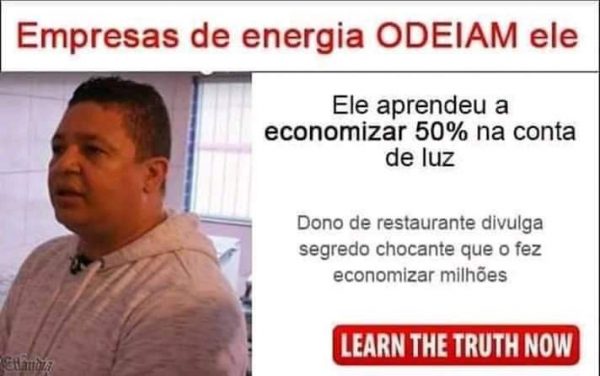 Empresas de energia ODEIAM ele
Ele aprendeu a
economizar 50% na conta
de luz
Dono de restaurante divulga
segredo chocante que o fez
economizar milhões
LEARN THE TRUTH NOW